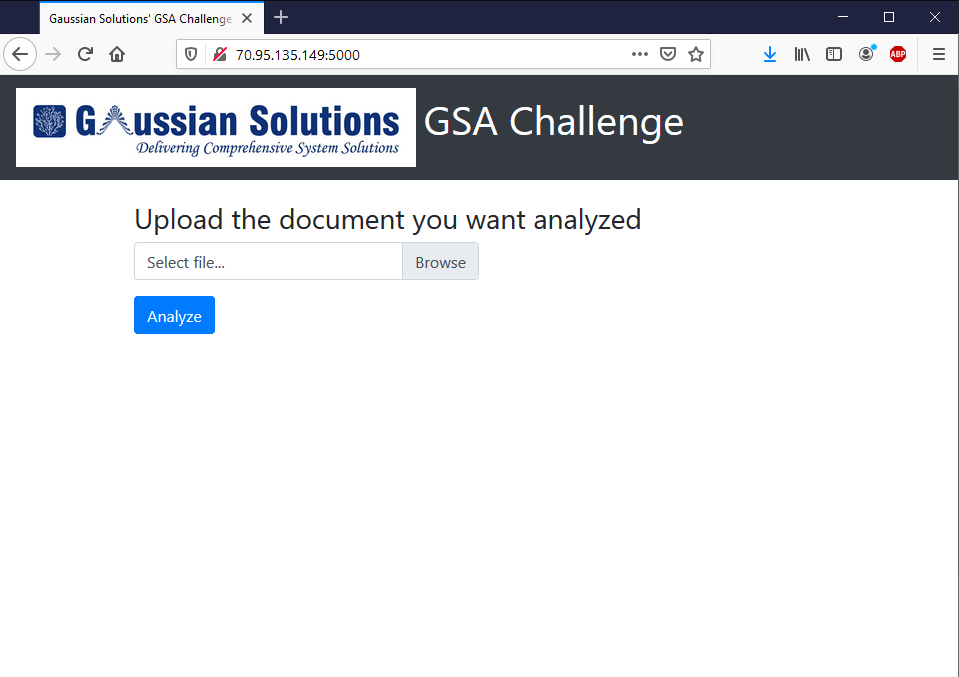 Gaussian Solutions' GSA Challenge
70.95.135.149:5000
ABP
Gaussian Solutions
Delivering Comprehensive System Solutions
GSA Challenge
Upload the document you want analyzed
Select file...
Browse
Analyze